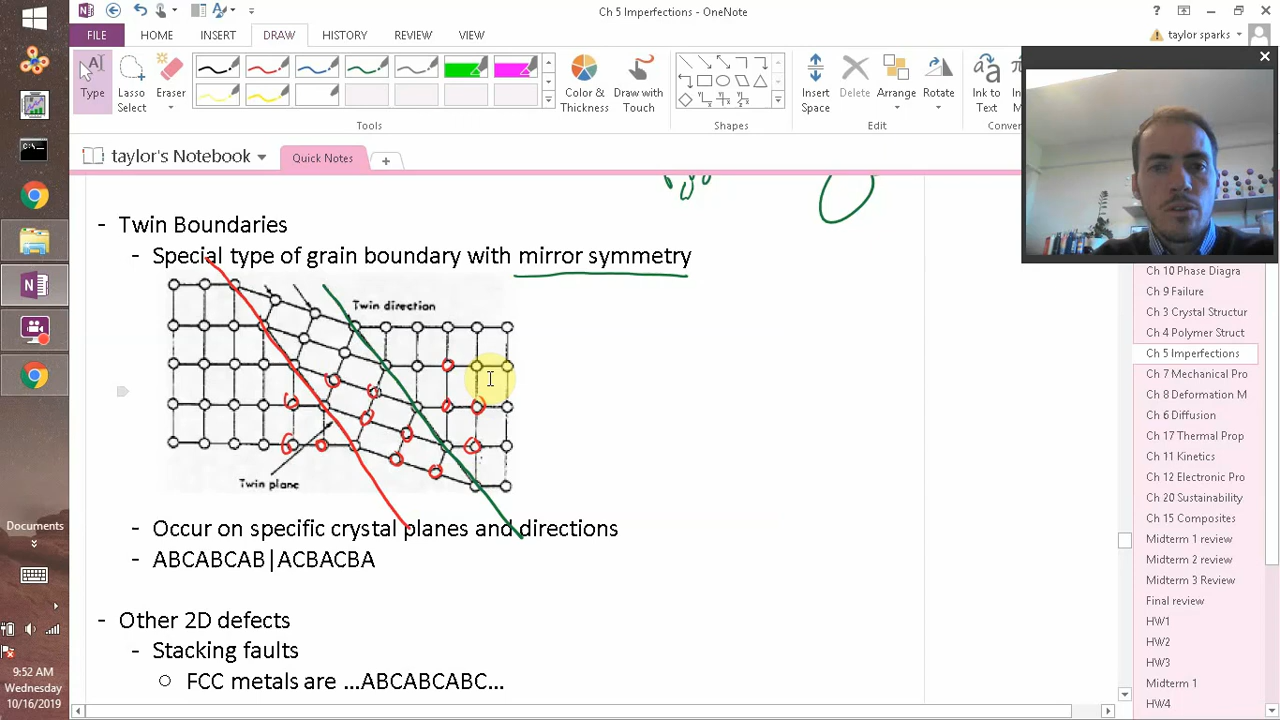 Ch 5 Imperfections - OneNote
FILE HOME INSERT DRAW HISTORY REVIEW VIEW
taylor sparks
Type
Lasso Select
Eraser
Color & Thickness
Draw with Touch
Insert Space
Delete
Arrange
Rotate
Ink to Text
Ink t
Conver
Tools
Shapes
Edit
taylor's Notebook
Quick Notes
- Twin Boundaries
- Special type of grain boundary with mirror symmetry
Twin direction
Twin plane
- Occur on specific crystal planes and directions
- ABCABCAB|ACBACBA
- Other 2D defects
- Stacking faults
FCC metals are ...ABCABCABC...
Ch 10 Phase Diagra
Ch 9 Failure
Ch 3 Crystal Structur
Ch 4 Polymer Struct
Ch 5 Imperfections
Ch 7 Mechanical Pro
Ch 8 Deformation M
Ch 6 Diffusion
Ch 17 Thermal Prop
Ch 11 Kinetics
Ch 12 Electronic Pro
Ch 20 Sustainability
Ch 15 Composites
Midterm 1 review
Midterm 2 review
Midterm 3 Review
Final review
HW1
HW2
HW3
Midterm 1
HW4
Documents
9:52 AM
Wednesday
10/16/2019